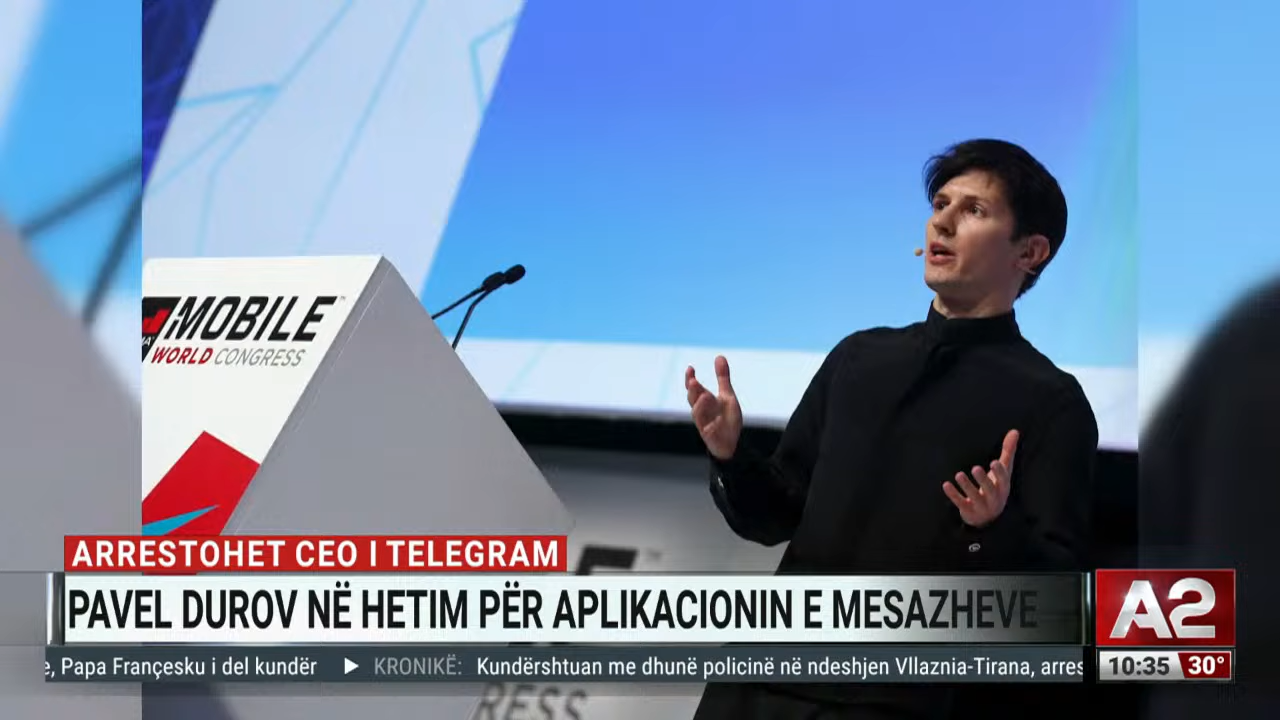 MOBILE
WORLD CONGRESS
ARRESTOHET CEO I TELEGRAM
PAVEL DUROV NË HETIM PËR APLIKACIONIN E MESAZHEVE
A2
e, Papa Françesku i del kundër ▶ KRONIKË: Kundërshtuan me dhunë policinë në ndeshjen Vllaznia-Tirana, arres
10:35 30°